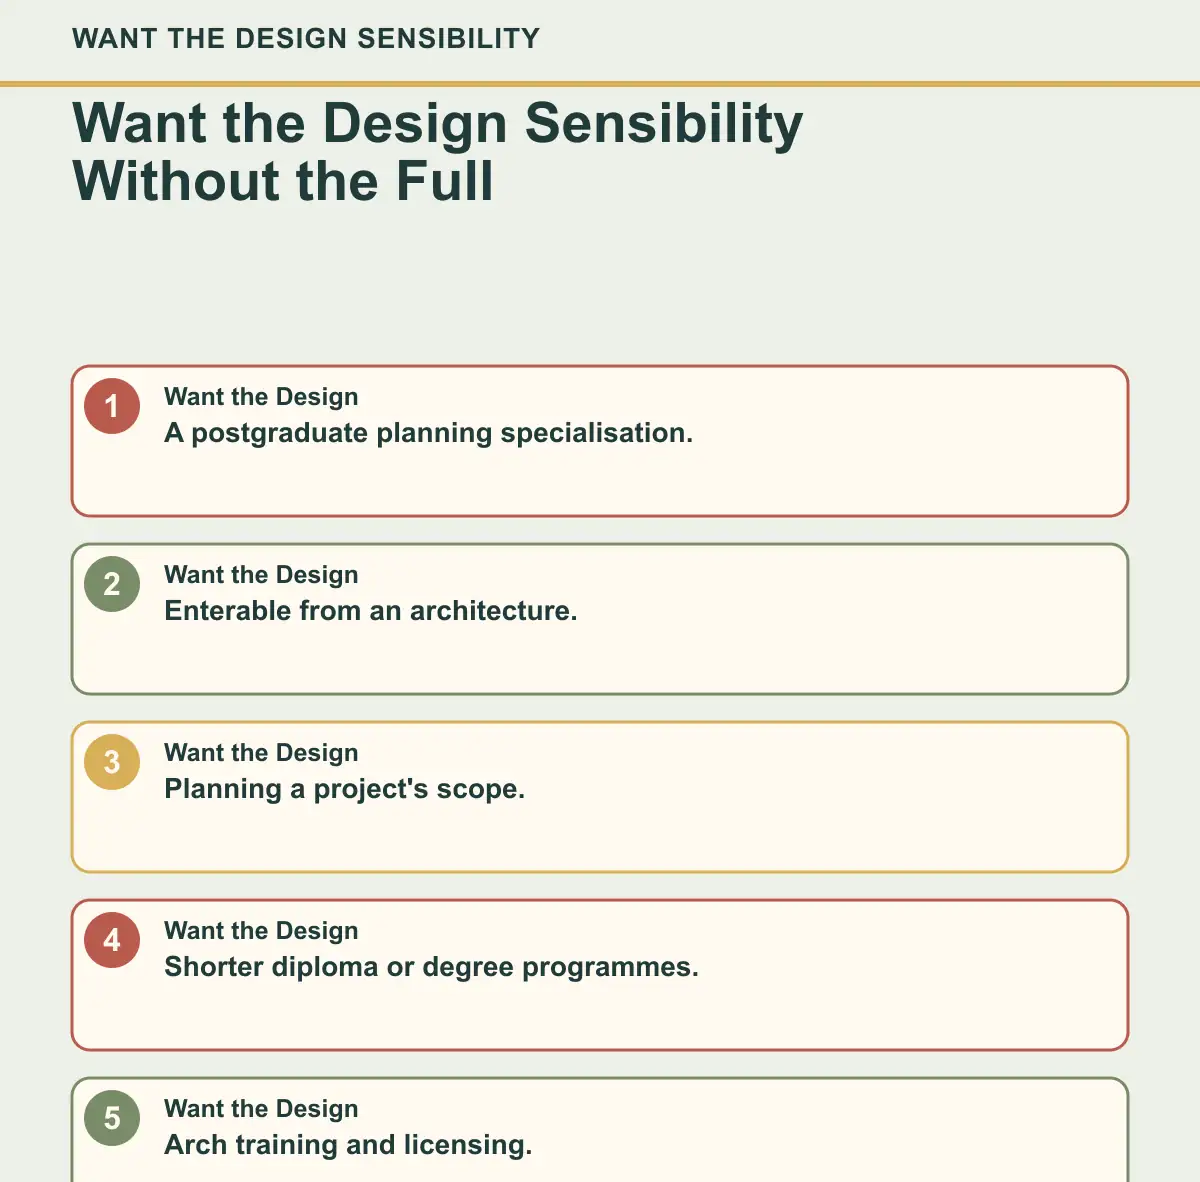 WANT THE DESIGN SENSIBILITY
Want the Design Sensibility
Without the Full
1
Want the Design
A postgraduate planning specialisation.
2
Want the Design
Enterable from an architecture.
3
Want the Design
Planning a project's scope.
4
Want the Design
Shorter diploma or degree programmes.
5
Want the Design
Arch training and licensing.